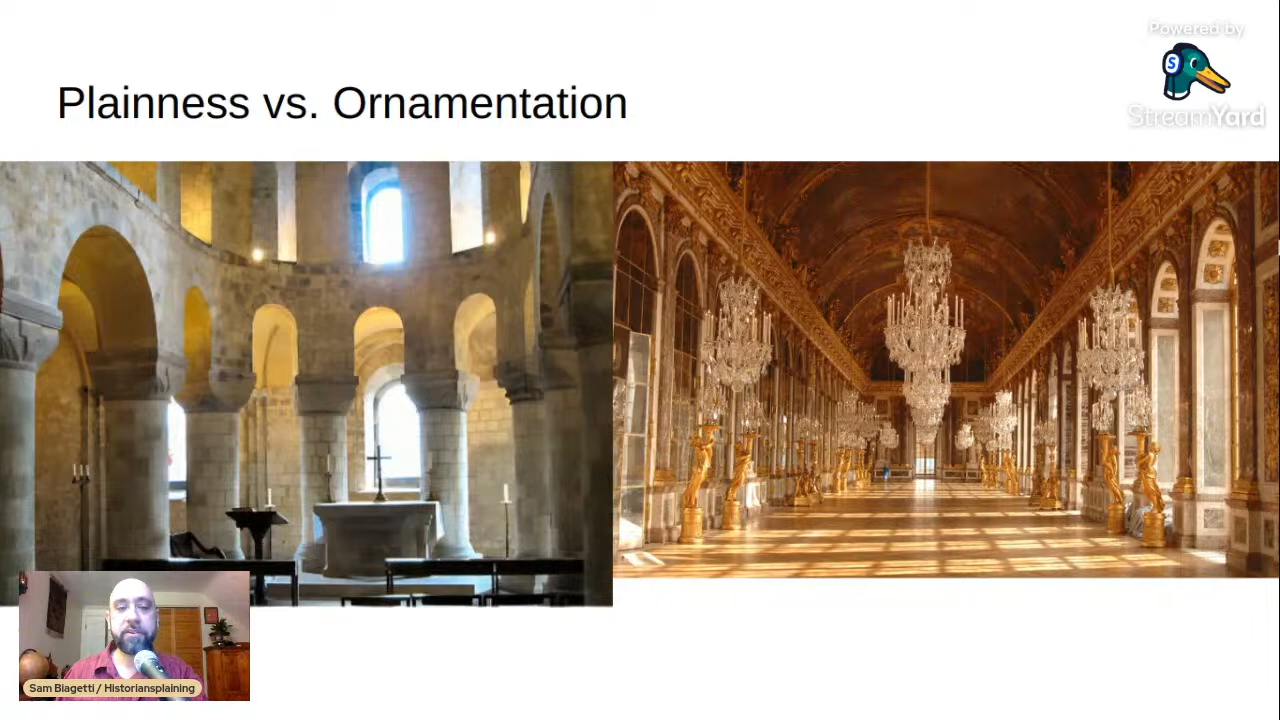 Powered by
S
StreamYard
Plainness vs. Ornamentation
Sam Biagetti / Historiansplaining